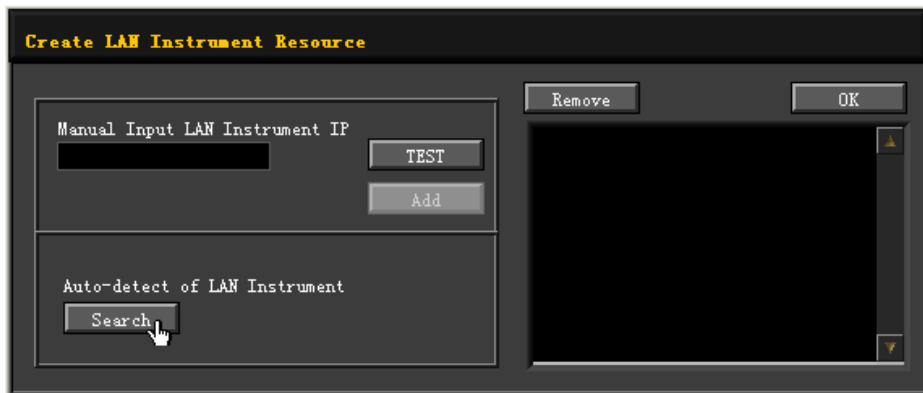 Create LAN Instrument Resource
Remove
OK
Manual Input LAN Instrument IP
TEST
Add
Auto-detect of LAN Instrument
Search